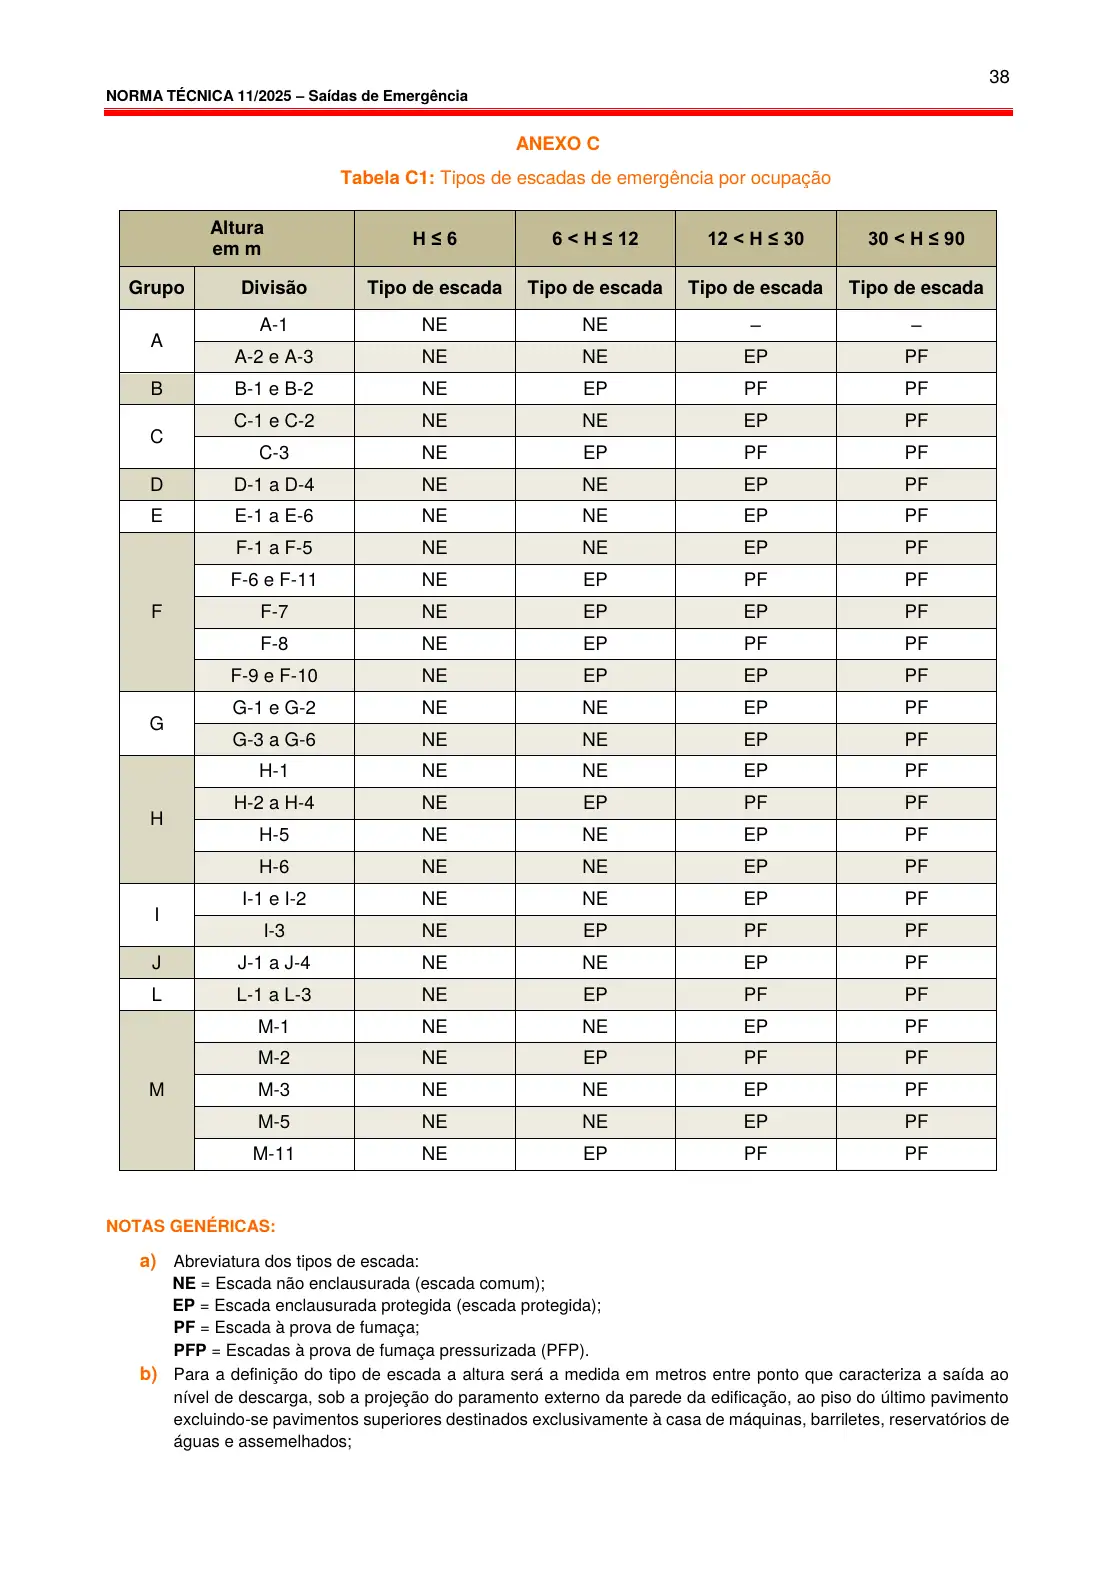 38
NORMA TÉCNICA 11/2025 – Saídas de Emergência
ANEXO C
Tabela C1: Tipos de escadas de emergência por ocupação
Altura em m H ≤ 6 6 < H ≤ 12 12 < H ≤ 30 30 < H ≤ 90
Grupo Divisão Tipo de escada Tipo de escada Tipo de escada Tipo de escada
A A-1 NE NE – –
A-2 e A-3 NE NE EP PF
B B-1 e B-2 NE EP PF PF
C C-1 e C-2 NE NE EP PF
C-3 NE EP PF PF
D D-1 a D-4 NE NE EP PF
E E-1 a E-6 NE NE EP PF
F F-1 a F-5 NE NE EP PF
F-6 e F-11 NE EP PF PF
F-7 NE EP EP PF
F-8 NE EP PF PF
F-9 e F-10 NE EP EP PF
G G-1 e G-2 NE NE EP PF
G-3 a G-6 NE NE EP PF
H H-1 NE NE EP PF
H-2 a H-4 NE EP PF PF
H-5 NE NE EP PF
H-6 NE NE EP PF
I I-1 e I-2 NE NE EP PF
I-3 NE EP PF PF
J J-1 a J-4 NE NE EP PF
L L-1 a L-3 NE EP PF PF
M M-1 NE NE EP PF
M-2 NE EP PF PF
M-3 NE NE EP PF
M-5 NE NE EP PF
M-11 NE EP PF PF
NOTAS GENÉRICAS:
a) Abreviatura dos tipos de escada:
NE = Escada não enclausurada (escada comum);
EP = Escada enclausurada protegida (escada protegida);
PF = Escada à prova de fumaça;
PFP = Escadas à prova de fumaça pressurizada (PFP).
b) Para a definição do tipo de escada a altura será a medida em metros entre ponto que caracteriza a saída ao
nível de descarga, sob a projeção do paramento externo da parede da edificação, ao piso do último pavimento
excluindo-se pavimentos superiores destinados exclusivamente à casa de máquinas, barriletes, reservatórios de
águas e assemelhados;